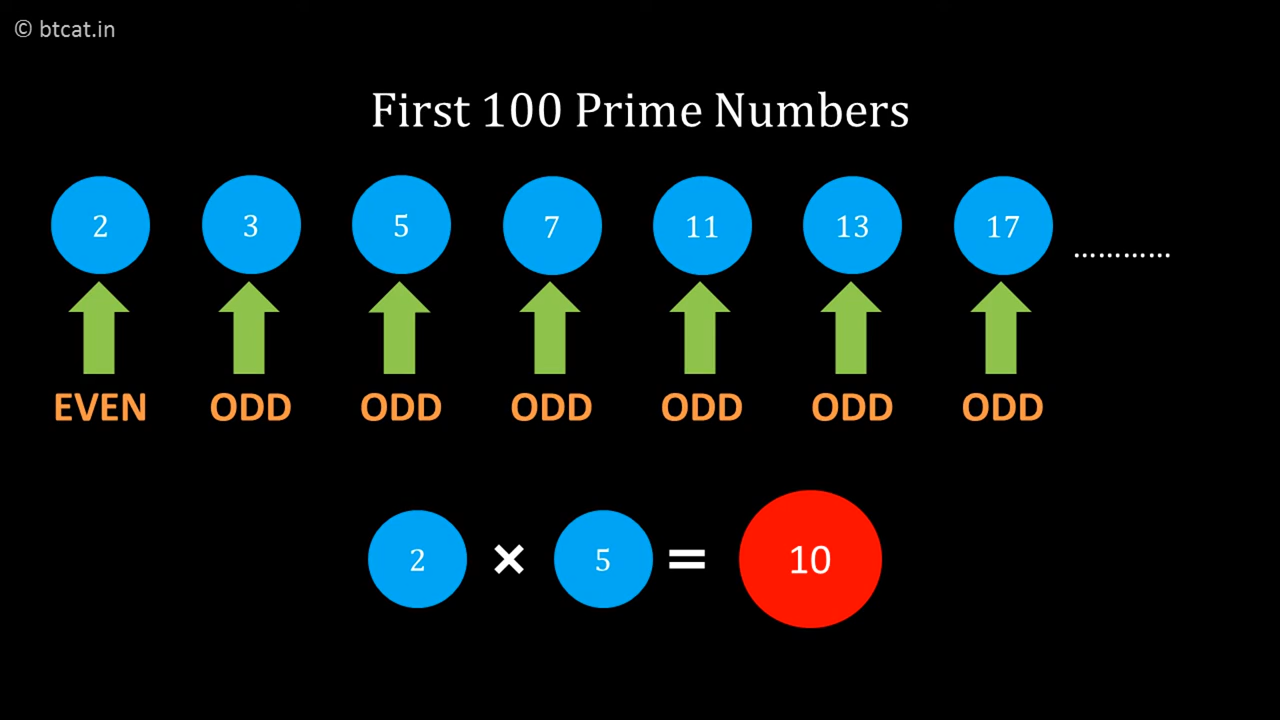 © btcat.in
First 100 Prime Numbers
2 3 5 7 11 13 17 ............
EVEN ODD ODD ODD ODD ODD ODD
2 × 5 = 10